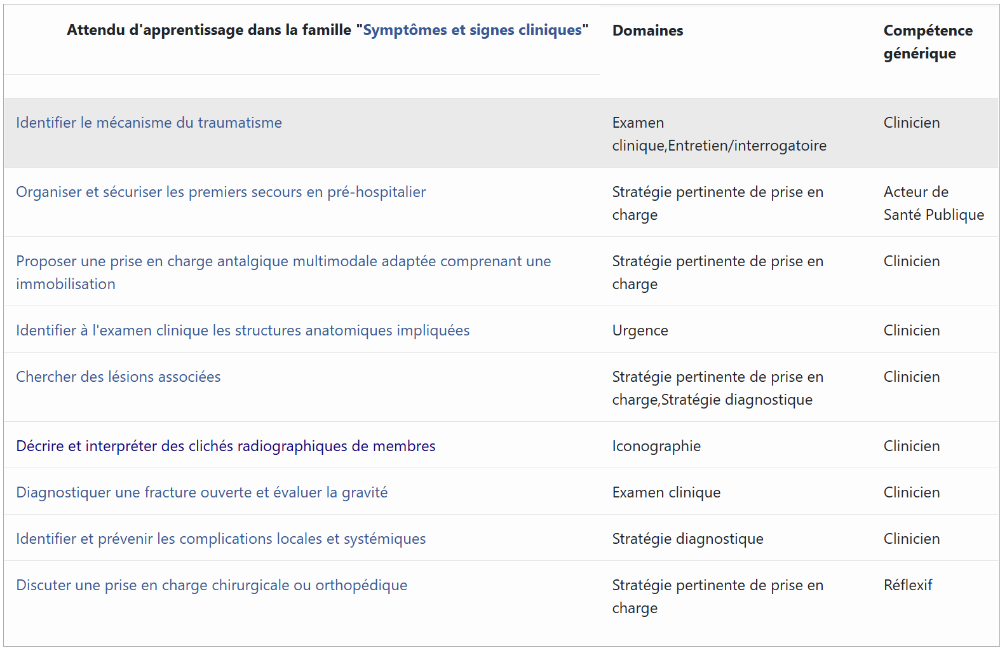 Attendu d'apprentissage dans la famille "Symptômes et signes cliniques"
Domaines
Compétence
générique
Identifier le mécanisme du traumatisme
Examen
clinique,Entretien/interrogatoire
Clinicien
Organiser et sécuriser les premiers secours en pré-hospitalier
Stratégie pertinente de prise en
charge
Acteur de
Santé Publique
Proposer une prise en charge antalgique multimodale adaptée comprenant une
immobilisation
Stratégie pertinente de prise en
charge
Clinicien
Identifier à l'examen clinique les structures anatomiques impliquées
Urgence
Clinicien
Chercher des lésions associées
Stratégie pertinente de prise en
charge,Stratégie diagnostique
Clinicien
Décrire et interpréter des clichés radiographiques de membres
Iconographie
Clinicien
Diagnostiquer une fracture ouverte et évaluer la gravité
Examen clinique
Clinicien
Identifier et prévenir les complications locales et systémiques
Stratégie diagnostique
Clinicien
Discuter une prise en charge chirurgicale ou orthopédique
Stratégie pertinente de prise en
charge
Réflexif